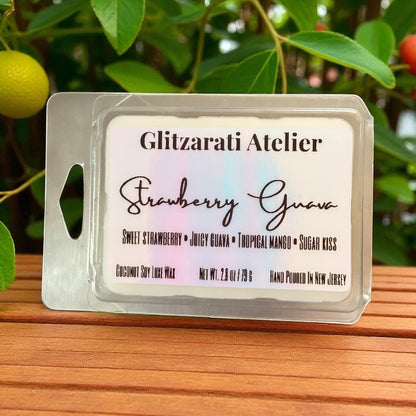 Glitzarati Atelier
Strawberry Guava
Sweet Strawberry • Juicy Guava • Tropical Mango • Sugar Kiss
Coconut Soy Luxe Wax Net Wt. 2.8 oz / 79 g Hand Poured In New Jersey